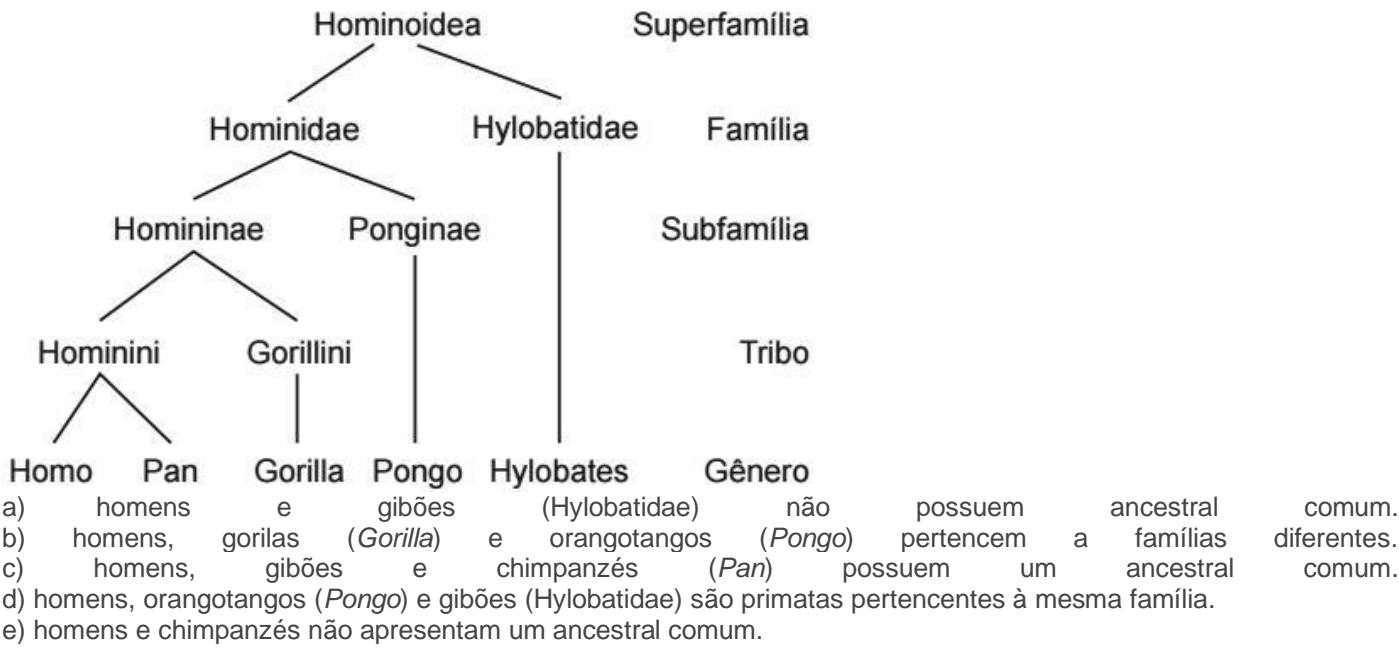 Hominoidea Superfamília
Hominidae Hylobatidae Família
Homininae Ponginae Subfamília
Hominini Gorillini Tribo
Homo Pan Gorilla Pongo Hylobates Gênero
a) homens e gibões (Hylobatidae) não possuem ancestral comum.
b) homens, gorilas (Gorilla) e orangotangos (Pongo) pertencem a famílias diferentes.
c) homens, gibões e chimpanzés (Pan) possuem um ancestral comum.
d) homens, orangotangos (Pongo) e gibões (Hylobatidae) são primatas pertencentes à mesma família.
e) homens e chimpanzés não apresentam um ancestral comum.